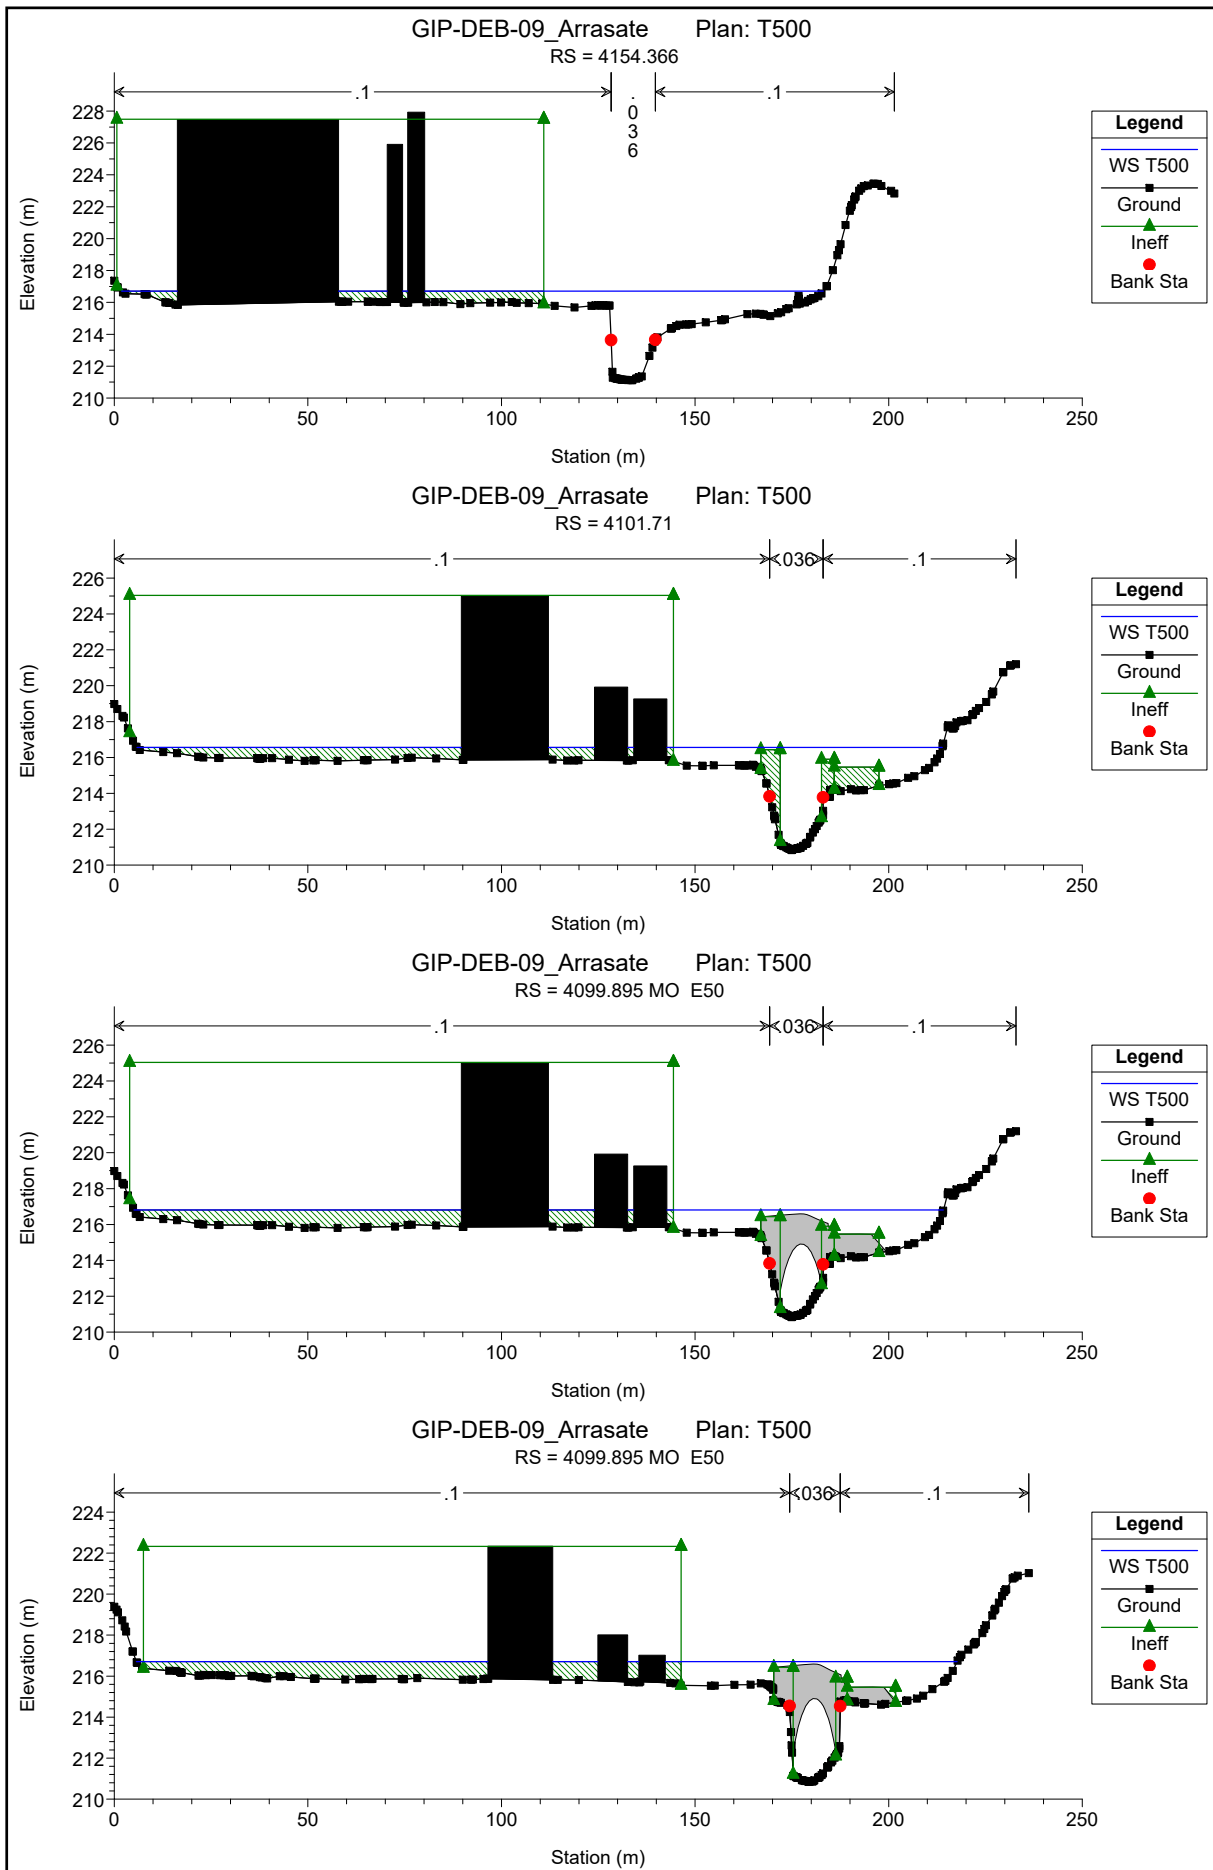 GIP-DEB-09_Arrasate Plan: T500
RS = 4154.366
.1 .036 .1
228
226
224
222
220
218
216
214
212
210
Elevation (m)
0 50 100 150 200 250
Station (m)
Legend
WS T500
Ground
Ineff
Bank Sta
GIP-DEB-09_Arrasate Plan: T500
RS = 4101.71
.1 .036 .1
226
224
222
220
218
216
214
212
210
Elevation (m)
0 50 100 150 200 250
Station (m)
Legend
WS T500
Ground
Ineff
Bank Sta
GIP-DEB-09_Arrasate Plan: T500
RS = 4099.895 MO E50
.1 .036 .1
226
224
222
220
218
216
214
212
210
Elevation (m)
0 50 100 150 200 250
Station (m)
Legend
WS T500
Ground
Ineff
Bank Sta
GIP-DEB-09_Arrasate Plan: T500
RS = 4099.895 MO E50
.1 .036 .1
224
222
220
218
216
214
212
210
Elevation (m)
0 50 100 150 200 250
Station (m)
Legend
WS T500
Ground
Ineff
Bank Sta